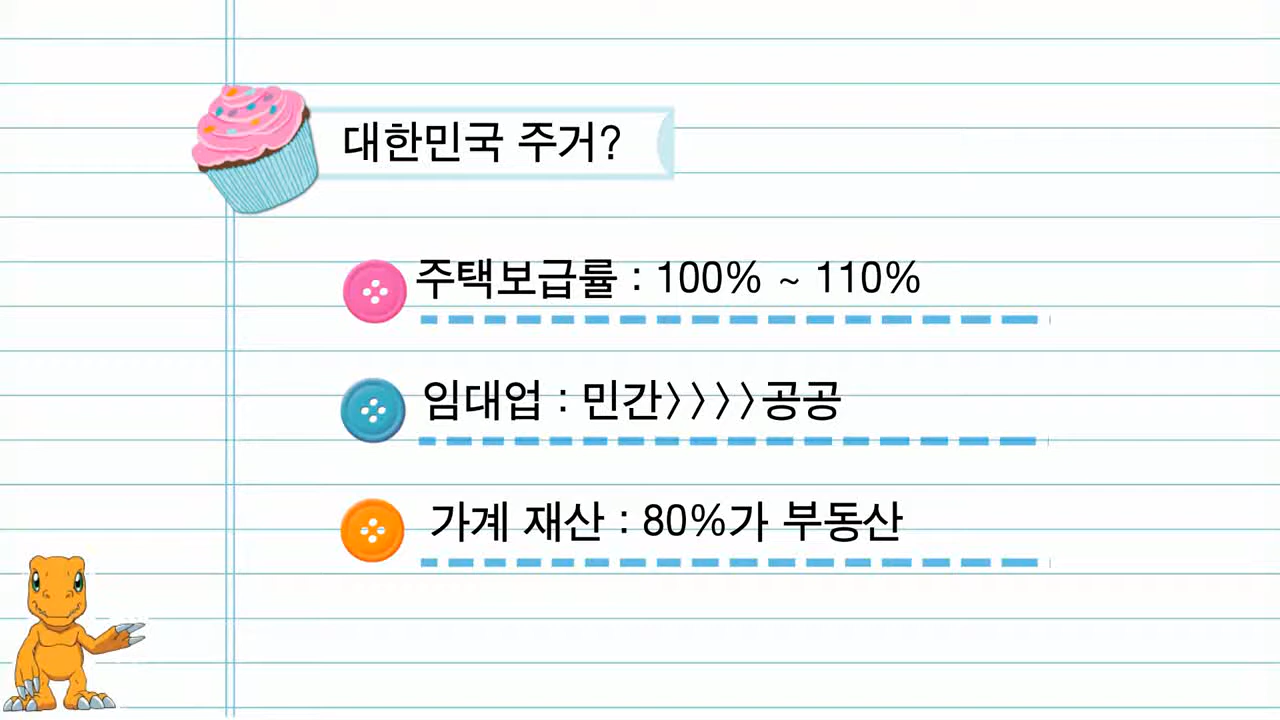 대한민국 주거?
주택보급률 : 100% ~ 110%
임대업 : 민간>>>>공공
가계 재산 : 80%가 부동산